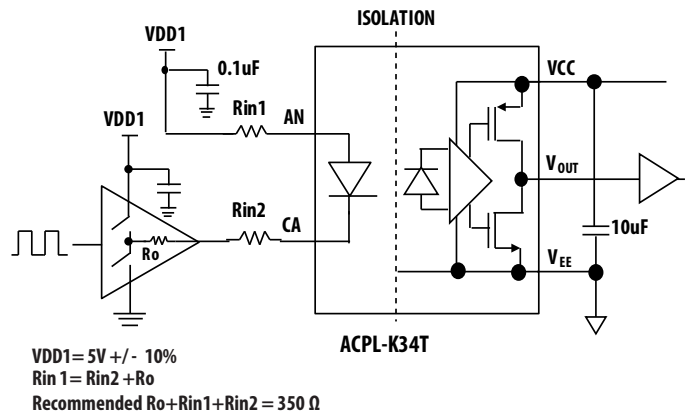 ISOLATION
VDD1
0.1uF
Rin1
AN
VCC
VDD1
VOUT
Rin2
CA
Ro
10uF
VEE
ACPL-K34T
VDD1= 5V +/- 10%
Rin 1= Rin2 +Ro
Recommended Ro+Rin1+Rin2 = 350 Ω